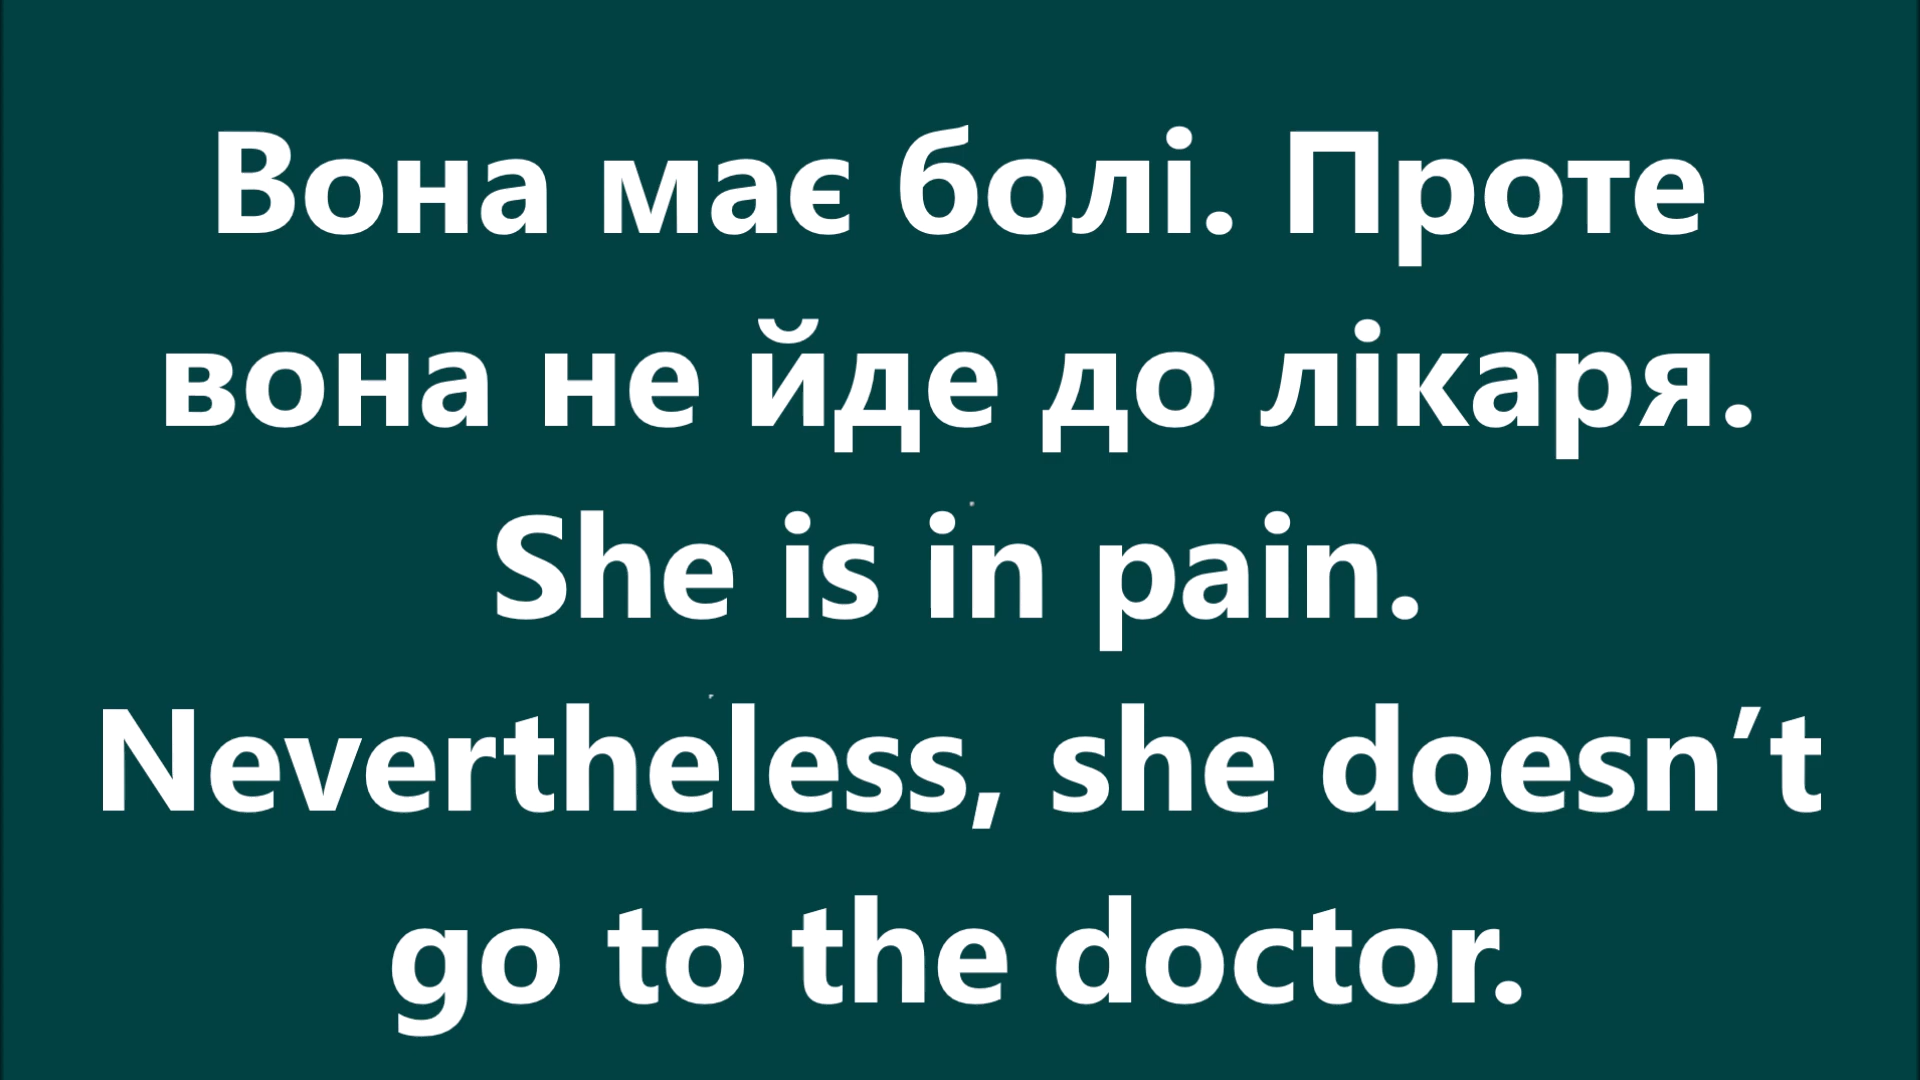 Вона має болі. Проте
вона не йде до лікаря.
She is in pain.
Nevertheless, she doesn’t
go to the doctor.